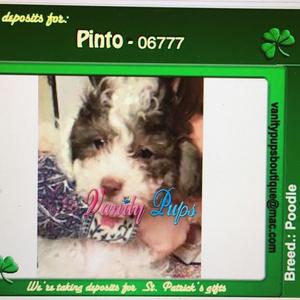 deposits for:
Pinto - 06777
Vanity Pups
vanitypupsboutique@mac.com
Breed.: Poodle
We're taking deposits for St. Patrick's gifts